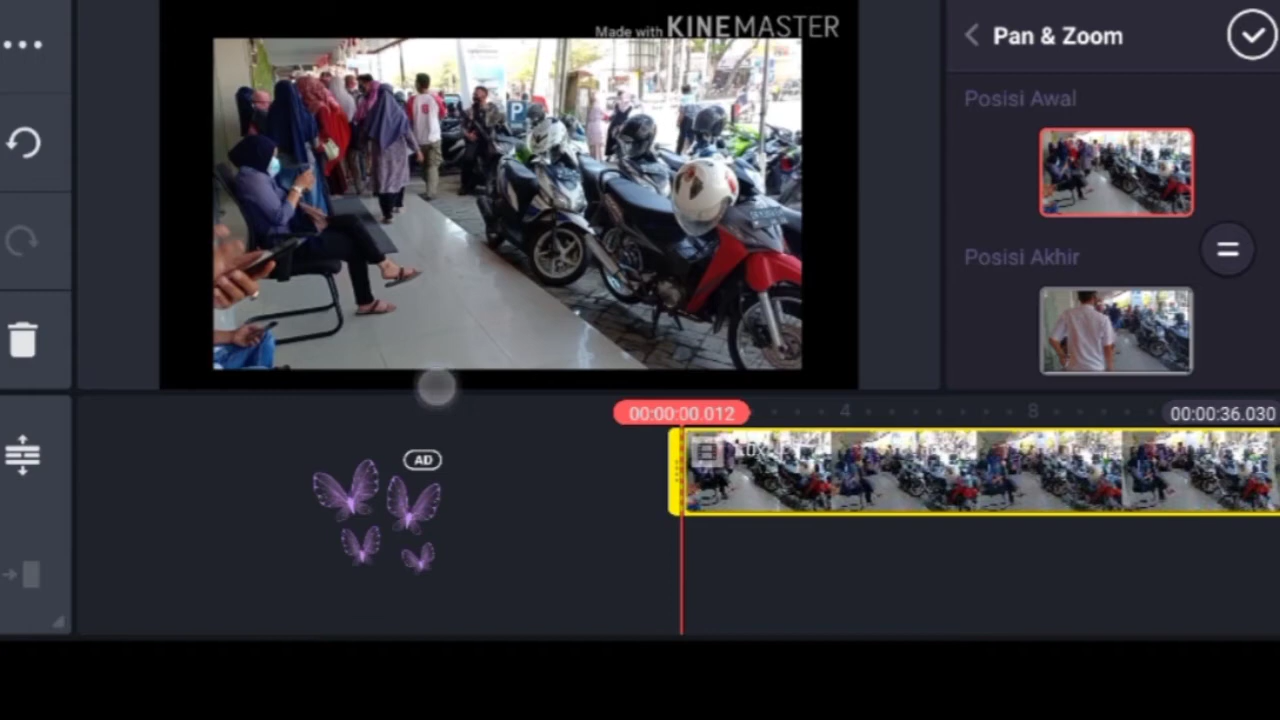 Made with KINEMASTER
Pan & Zoom
Posisi Awal
P
Posisi Akhir
00:00:00.012
4
8
00:00:36.030
AD